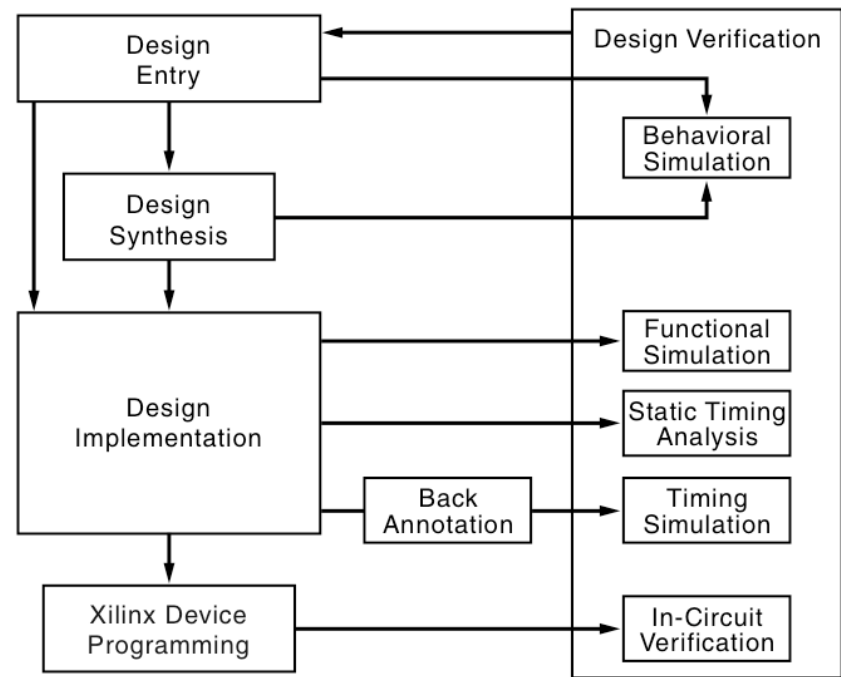 Design
Entry
Design Verification
Behavioral
Simulation
Design
Synthesis
Functional
Simulation
Design
Implementation
Static Timing
Analysis
Back
Annotation
Timing
Simulation
Xilinx Device
Programming
In-Circuit
Verification